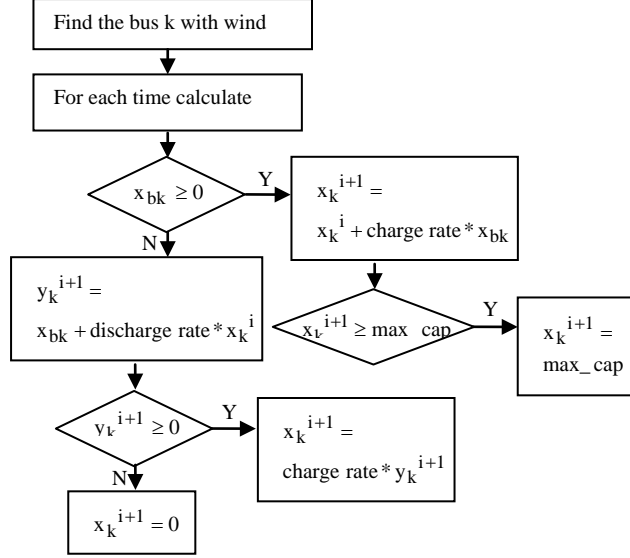 Find the bus k with wind
For each time calculate
x_bk ≥ 0
Y
N
x_k^i+1 =
x_k^i + charge rate * x_bk
y_k^i+1 =
x_bk + discharge rate * x_k^i
x_k^i+1 ≥ max_cap
Y
x_k^i+1 =
max_cap
y_k^i+1 ≥ 0
Y
N
x_k^i+1 =
charge rate * y_k^i+1
x_k^i+1 = 0